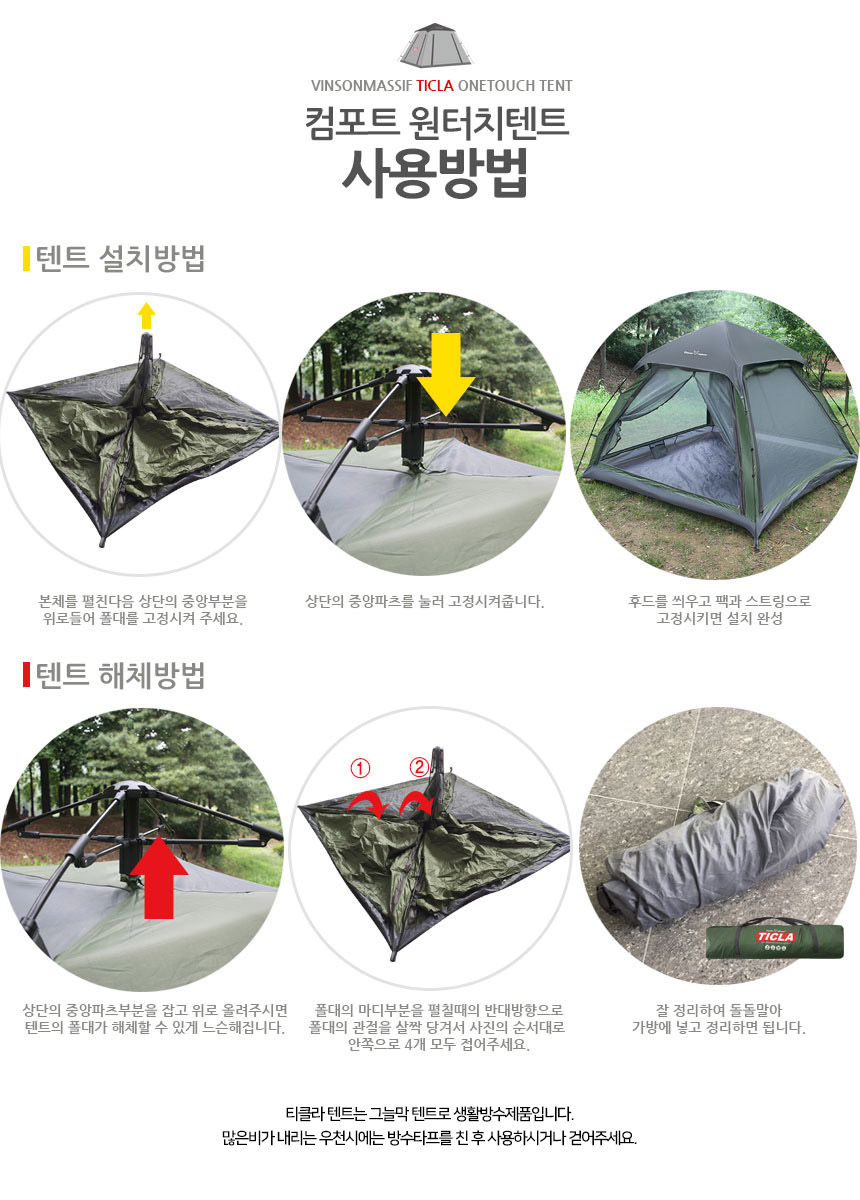 VINSONMASSIF TICLA ONETOUCH TENT
컴포트 원터치텐트
사용방법
텐트 설치방법
본체를 펼친다음 상단의 중앙부분을
위로들어 폴대를 고정시켜 주세요.
상단의 중앙파츠를 눌러 고정시켜줍니다.
후드를 씌우고 팩과 스트링으로
고정시키면 설치 완성
텐트 해체방법
①
②
TICLA
상단의 중앙파츠부분을 잡고 위로 올려주시면
텐트의 폴대가 해체할 수 있게 느슨해집니다.
폴대의 마디부분을 펼칠때의 반대방향으로
폴대의 관절을 살짝 당겨서 사진의 순서대로
안쪽으로 4개 모두 접어주세요.
잘 정리하여 돌돌말아
가방에 넣고 정리하면 됩니다.
티클라 텐트는 그늘막 텐트로 생활방수제품입니다.
많은비가 내리는 우천시에는 방수타프를 친 후 사용하시거나 걷어주세요.